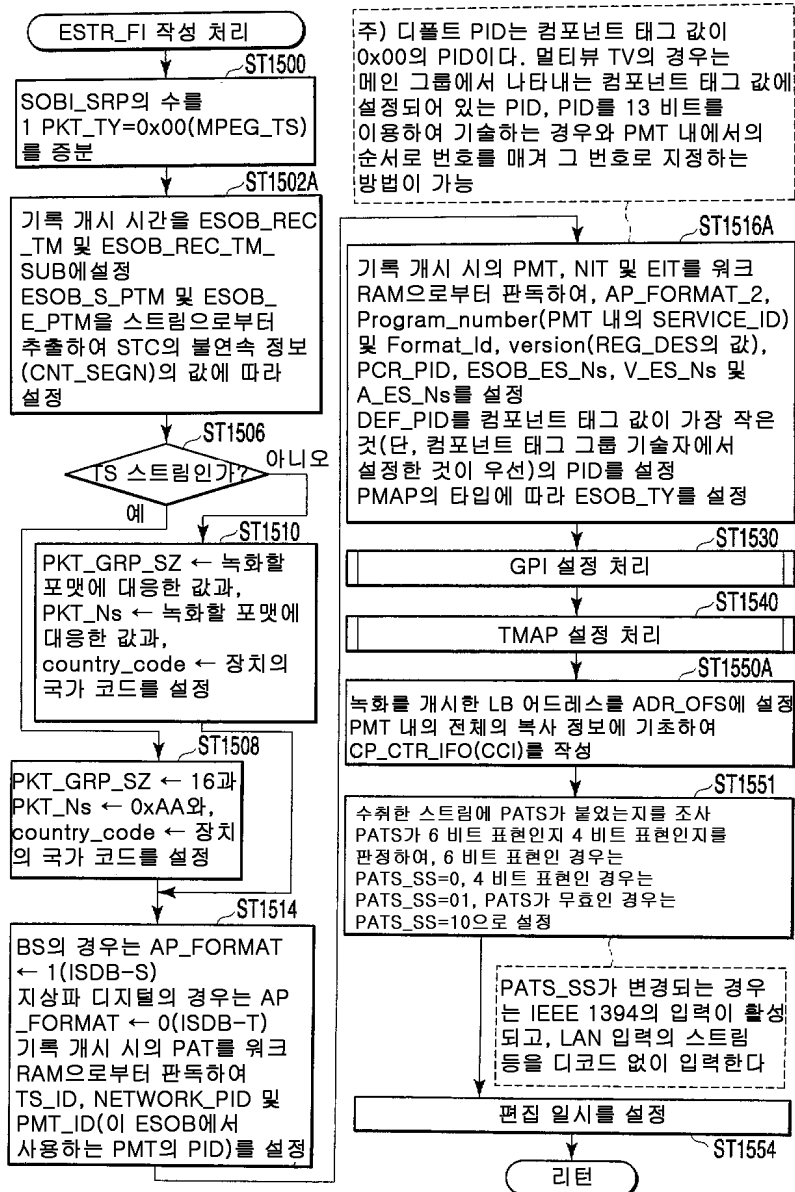 ESTR_FI 작성 처리
ST1500
SOBI_SRP의 수를
1 PKT_TY=0x00(MPEG_TS)
를 증분
ST1502A
기록 개시 시간을 ESOB_REC
_TM 및 ESOB_REC_TM_
SUB에설정
ESOB_S_PTM 및 ESOB_
E_PTM을 스트림으로부터
추출하여 STC의 불연속 정보
(CNT_SEGN)의 값에 따라
설정
ST1506
TS 스트림인가?
아니오
예
ST1510
PKT_GRP_SZ ← 녹화할
포맷에 대응한 값과,
PKT_Ns ← 녹화할 포맷에
대응한 값과,
country_code ← 장치의
국가 코드를 설정
ST1508
PKT_GRP_SZ ← 16과
PKT_Ns ← 0xAA와,
country_code ← 장치
의 국가 코드를 설정
ST1514
BS의 경우는 AP_FORMAT
← 1(ISDB-S)
지상파 디지털의 경우는 AP
_FORMAT ← 0(ISDB-T)
기록 개시 시의 PAT를 워크
RAM으로부터 판독하여
TS_ID, NETWORK_PID 및
PMT_ID(이 ESOB에서
사용하는 PMT의 PID)를 설정
주) 디폴트 PID는 컴포넌트 태그 값이
0x00의 PID이다. 멀티뷰 TV의 경우는
메인 그룹에서 나타내는 컴포넌트 태그 값에
설정되어 있는 PID, PID를 13 비트를
이용하여 기술하는 경우와 PMT 내에서의
순서로 번호를 매겨 그 번호로 지정하는
방법이 가능
ST1516A
기록 개시 시의 PMT, NIT 및 EIT를 워크
RAM으로부터 판독하여, AP_FORMAT_2,
Program_number(PMT 내의 SERVICE_ID)
및 Format_Id, version(REG_DES의 값),
PCR_PID, ESOB_ES_Ns, V_ES_Ns 및
A_ES_Ns를 설정
DEF_PID를 컴포넌트 태그 값이 가장 작은
것(단, 컴포넌트 태그 그룹 기술자에서
설정한 것이 우선)의 PID를 설정
PMAP의 타입에 따라 ESOB_TY를 설정
ST1530
GPI 설정 처리
ST1540
TMAP 설정 처리
ST1550A
녹화를 개시한 LB 어드레스를 ADR_OFS에 설정
PMT 내의 전체의 복사 정보에 기초하여
CP_CTR_IFO(CCI)를 작성
ST1551
수취한 스트림에 PATS가 붙었는지를 조사
PATS가 6 비트 표현인지 4 비트 표현인지를
판정하여, 6 비트 표현인 경우는
PATS_SS=0, 4 비트 표현인 경우는
PATS_SS=01, PATS가 무효인 경우는
PATS_SS=10으로 설정
PATS_SS가 변경되는 경우
는 IEEE 1394의 입력이 활성
되고, LAN 입력의 스트림
등을 디코드 없이 입력한다
편집 일시를 설정
ST1554
리턴